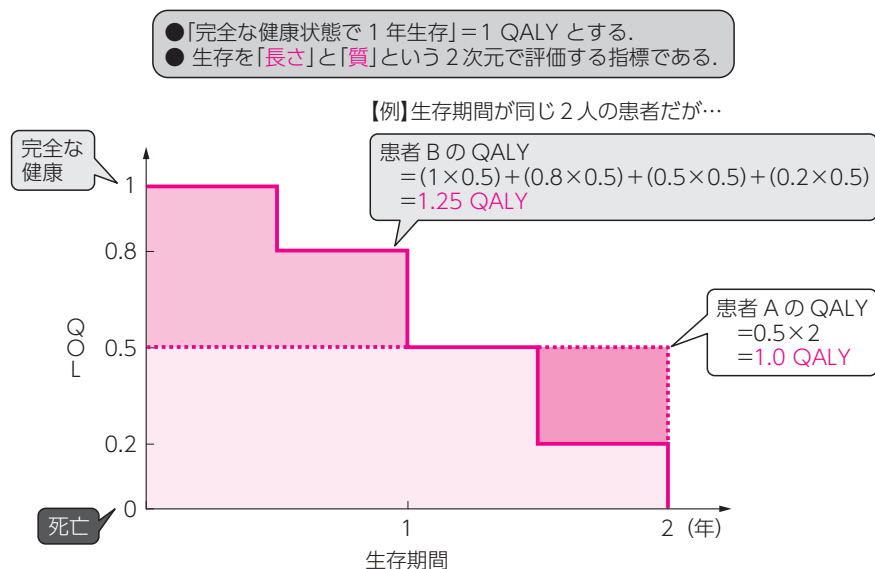 ●「完全な健康状態で 1 年生存」＝1 QALY とする．
● 生存を「長さ」と「質」という 2 次元で評価する指標である．
【例】生存期間が同じ 2 人の患者だが…
完全な
健康
患者 B の QALY
＝(1×0.5)＋(0.8×0.5)＋(0.5×0.5)＋(0.2×0.5)
＝1.25 QALY
1
0.8
患者 A の QALY
＝0.5×2
＝1.0 QALY
QOL
0.5
0.2
0
死亡
1
2 (年)
生存期間